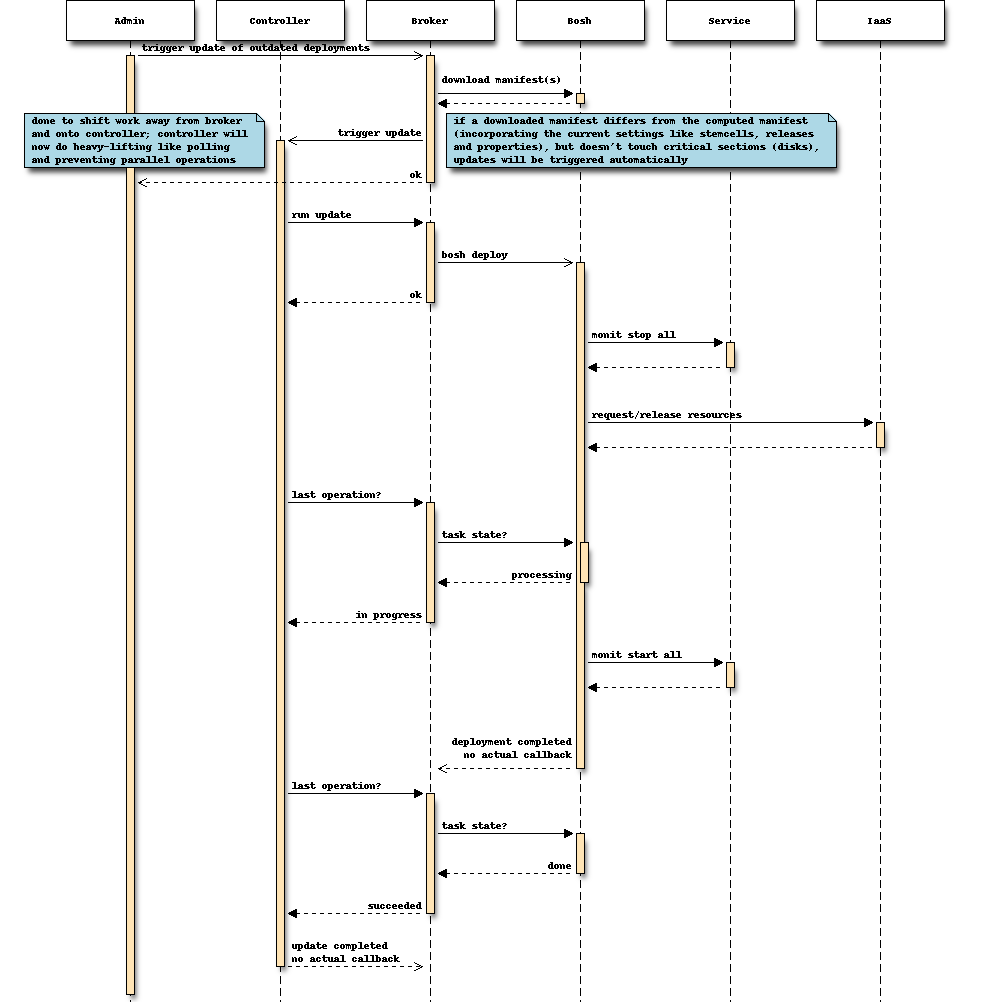 Admin
Controller
Broker
Bosh
Service
IaaS
trigger update of outdated deployments
download manifest(s)
done to shift work away from broker
and onto controller; controller will
now do heavy-lifting like polling
and preventing parallel operations
trigger update
if a downloaded manifest differs from the computed manifest
(incorporating the current settings like stemcells, releases
and properties), but doesn't touch critical sections (disks),
updates will be triggered automatically
ok
run update
bosh deploy
ok
monit stop all
request/release resources
last operation?
task state?
processing
in progress
monit start all
deployment completed
no actual callback
last operation?
task state?
done
succeeded
update completed
no actual callback